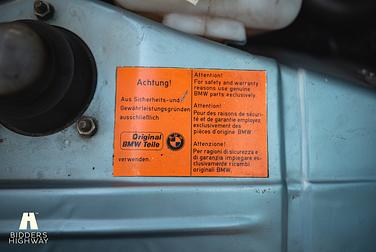 Achtung!
Aus Sicherheits-und
Gewährleistungsgründen
ausschließlich
Original
BMW Teile
verwenden.
Attention!
For safety and warranty
reasons use genuine
BMW parts exclusively.
Attention!
Pour des raisons de sécuri-
té et de garantie employez
exclusivement des
pièces d'origine BMW.
Attenzione!
Per ragioni di sicurezza e
di garanzia impiegare es-
clusivamente ricambi
originali BMW.
BIDDERS
HIGHWAY